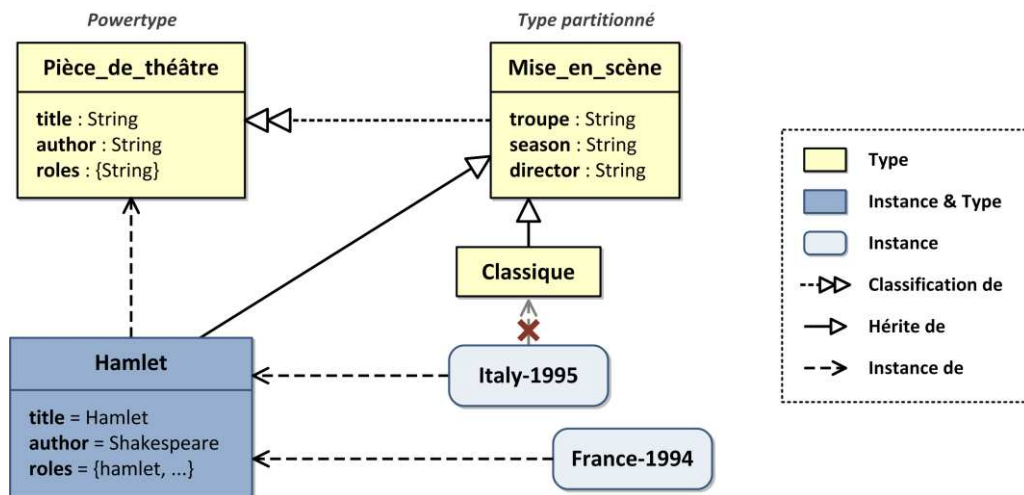 Powertype
Type partitionné
Pièce_de_théâtre
title : String
author : String
roles : {String}
Mise_en_scène
troupe : String
season : String
director : String
Classique
Hamlet
title = Hamlet
author = Shakespeare
roles = {hamlet, ...}
Italy-1995
France-1994
Type
Instance & Type
Instance
Classification de
Hérite de
Instance de